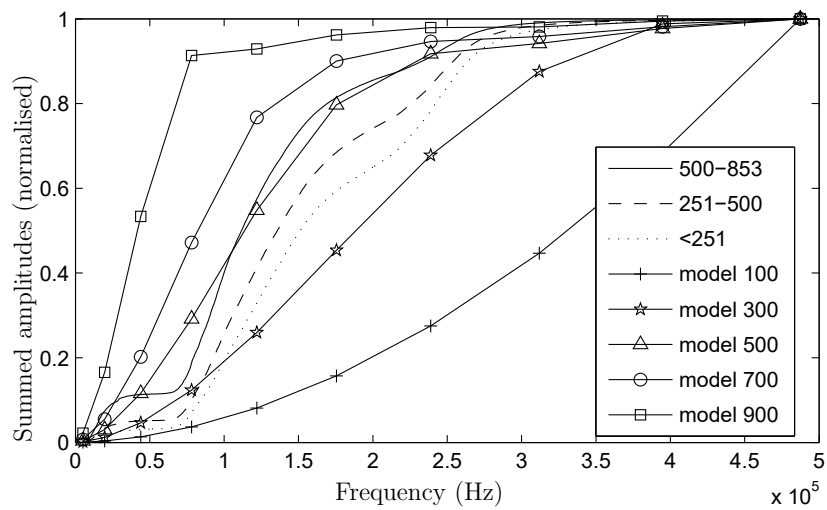 1
0.8
0.6
0.4
0.2
0
Summed amplitudes (normalised)
500−853
251−500
<251
model 100
model 300
model 500
model 700
model 900
0 0.5 1 1.5 2 2.5 3 3.5 4 4.5 5
Frequency (Hz)
x 10^5